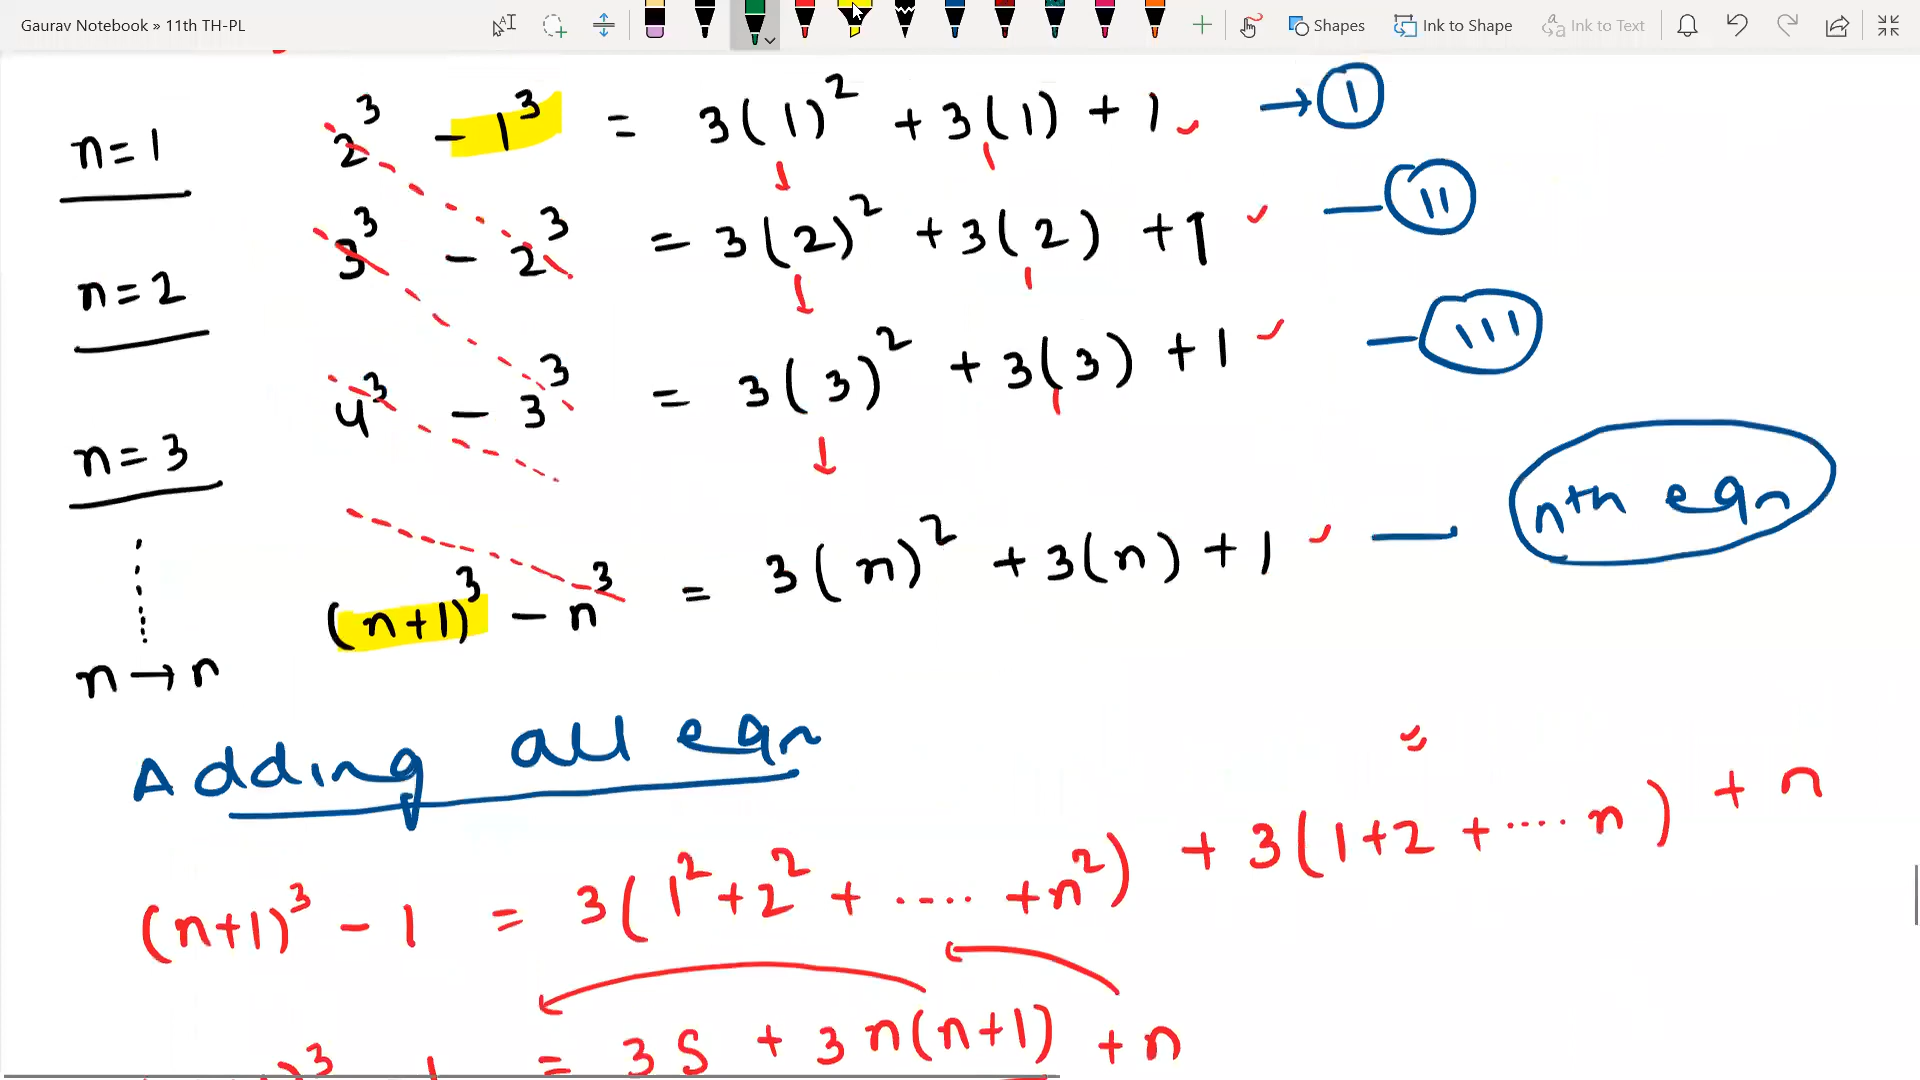 Gaurav Notebook » 11th TH-PL
Shapes
Ink to Shape
Ink to Text
n=1 2³ - 1³ = 3(1)² + 3(1) + 1 → I
n=2 3³ - 2³ = 3(2)² + 3(2) + 1 — II
n=3 4³ - 3³ = 3(3)² + 3(3) + 1 — III
n→n (n+1)³ - n³ = 3(n)² + 3(n) + 1 — nth eqn
Adding all eqn
(n+1)³ - 1 = 3(1² + 2² + ..... + n²) + 3(1+2 + ..... n) + n
= 3S + 3n(n+1) + n